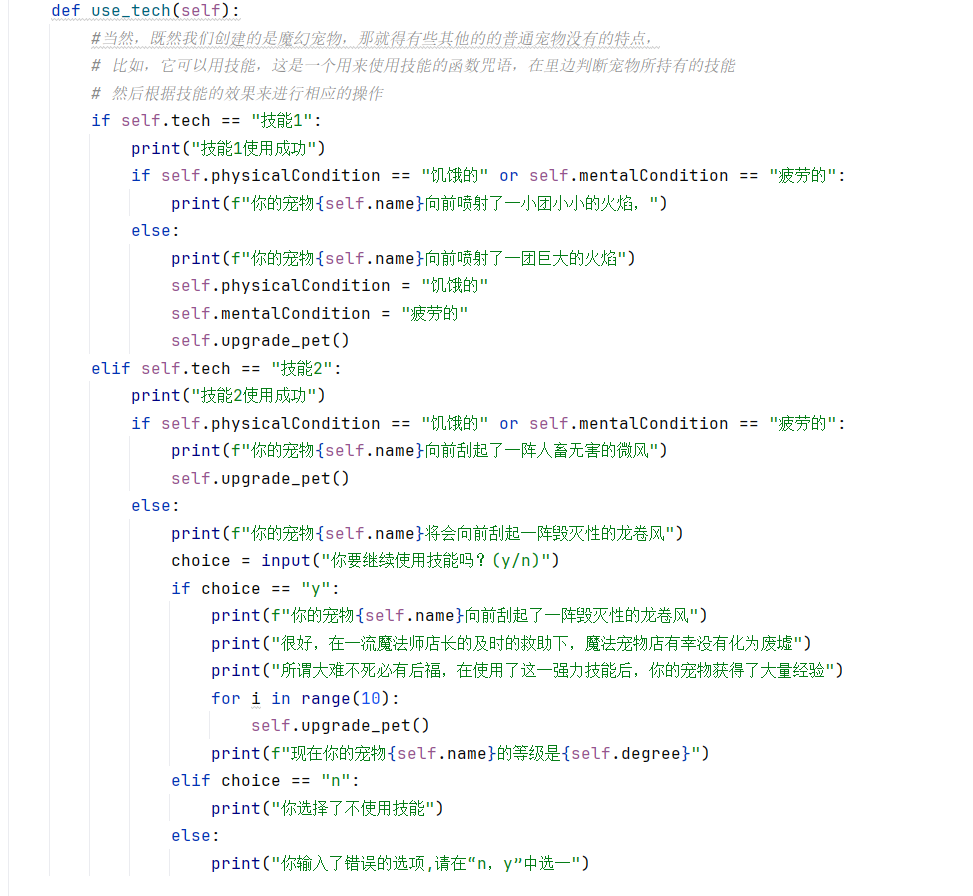 def use_tech(self):
#当然，既然我们创建的是魔幻宠物，那就得有些其他的的普通宠物没有的特点，
# 比如，它可以用技能，这是一个用来使用技能的函数咒语，在里边判断宠物所持有的技能
# 然后根据技能的效果来进行相应的操作
if self.tech == "技能1":
print("技能1使用成功")
if self.physicalCondition == "饥饿的" or self.mentalCondition == "疲劳的":
print(f"你的宠物{self.name}向前喷射了一小团小小的火焰，")
else:
print(f"你的宠物{self.name}向前喷射了一团巨大的火焰")
self.physicalCondition = "饥饿的"
self.mentalCondition = "疲劳的"
self.upgrade_pet()
elif self.tech == "技能2":
print("技能2使用成功")
if self.physicalCondition == "饥饿的" or self.mentalCondition == "疲劳的":
print(f"你的宠物{self.name}向前刮起了一阵人畜无害的微风")
self.upgrade_pet()
else:
print(f"你的宠物{self.name}将会向前刮起一阵毁灭性的龙卷风")
choice = input("你要继续使用技能吗？(y/n)")
if choice == "y":
print(f"你的宠物{self.name}向前刮起了一阵毁灭性的龙卷风")
print("很好，在一流魔法师店长的及时的救助下，魔法宠物店有幸没有化为废墟")
print("所谓大难不死必有后福，在使用了这一强力技能后，你的宠物获得了大量经验")
for i in range(10):
self.upgrade_pet()
print(f"现在你的宠物{self.name}的等级是{self.degree}")
elif choice == "n":
print("你选择了不使用技能")
else:
print("你输入了错误的选项,请在“n，y”中选一")